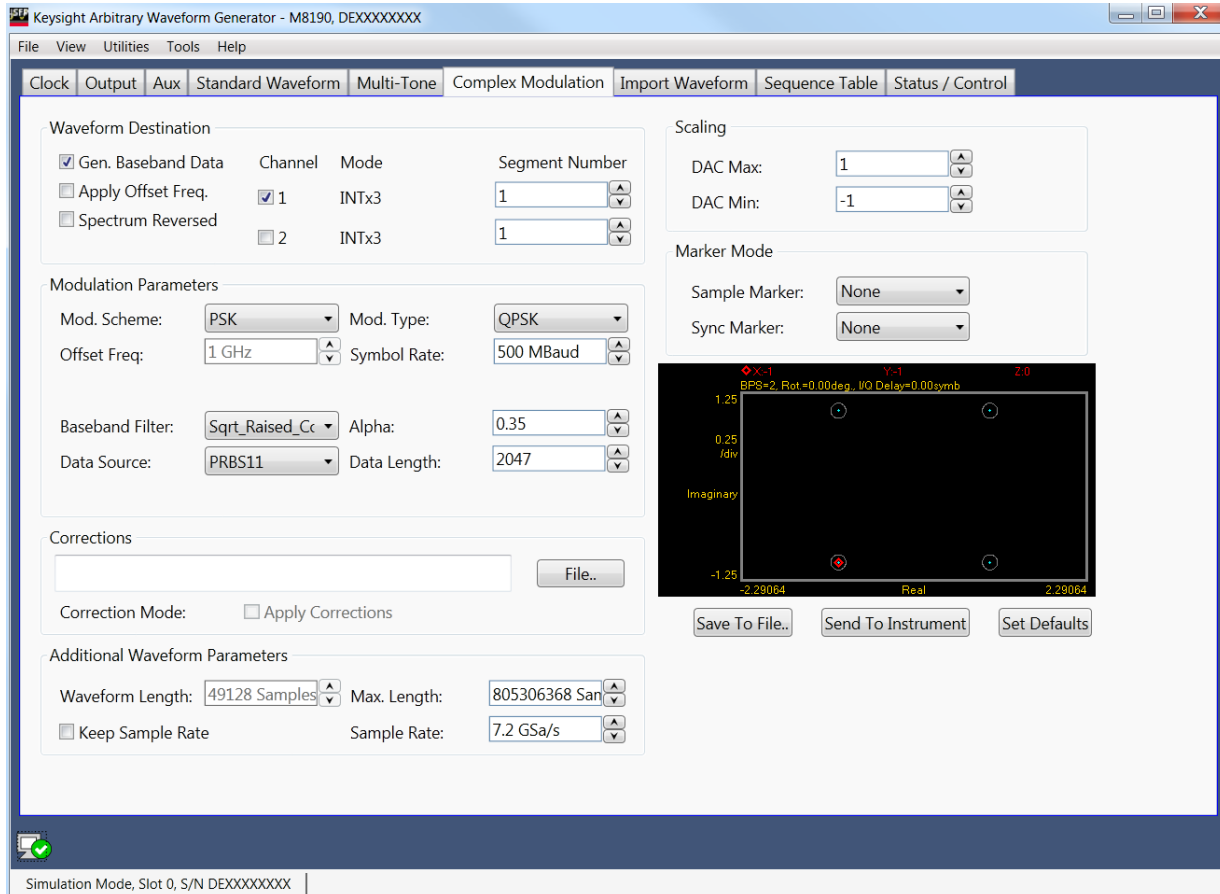 Keysight Arbitrary Waveform Generator - M8190, DEXXXXXXXX
File View Utilities Tools Help
Clock Output Aux Standard Waveform Multi-Tone Complex Modulation Import Waveform Sequence Table Status / Control
Waveform Destination
Gen. Baseband Data Channel Mode Segment Number
Apply Offset Freq. 1 INTx3 1
Spectrum Reversed
2 INTx3 1
Modulation Parameters
Mod. Scheme: PSK Mod. Type: QPSK
Offset Freq: 1 GHz Symbol Rate: 500 MBaud
Baseband Filter: Sqrt_Raised_Cc Alpha: 0.35
Data Source: PRBS11 Data Length: 2047
Corrections
File..
Correction Mode: Apply Corrections
Additional Waveform Parameters
Waveform Length: 49128 Samples Max. Length: 805306368 San
Keep Sample Rate Sample Rate: 7.2 GSa/s
Scaling
DAC Max: 1
DAC Min: -1
Marker Mode
Sample Marker: None
Sync Marker: None
X:-1 Y:-1 Z:0
BPS=2, Rot.=0.00deg., I/Q Delay=0.00symb
1.25
0.25
/div
Imaginary
-1.25
-2.29064 Real 2.29064
Save To File.. Send To Instrument Set Defaults
Simulation Mode, Slot 0, S/N DEXXXXXXXX